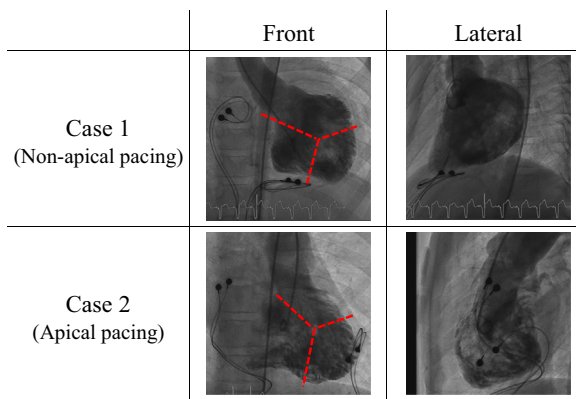 Front Lateral
Case 1
(Non-apical pacing)
Case 2
(Apical pacing)